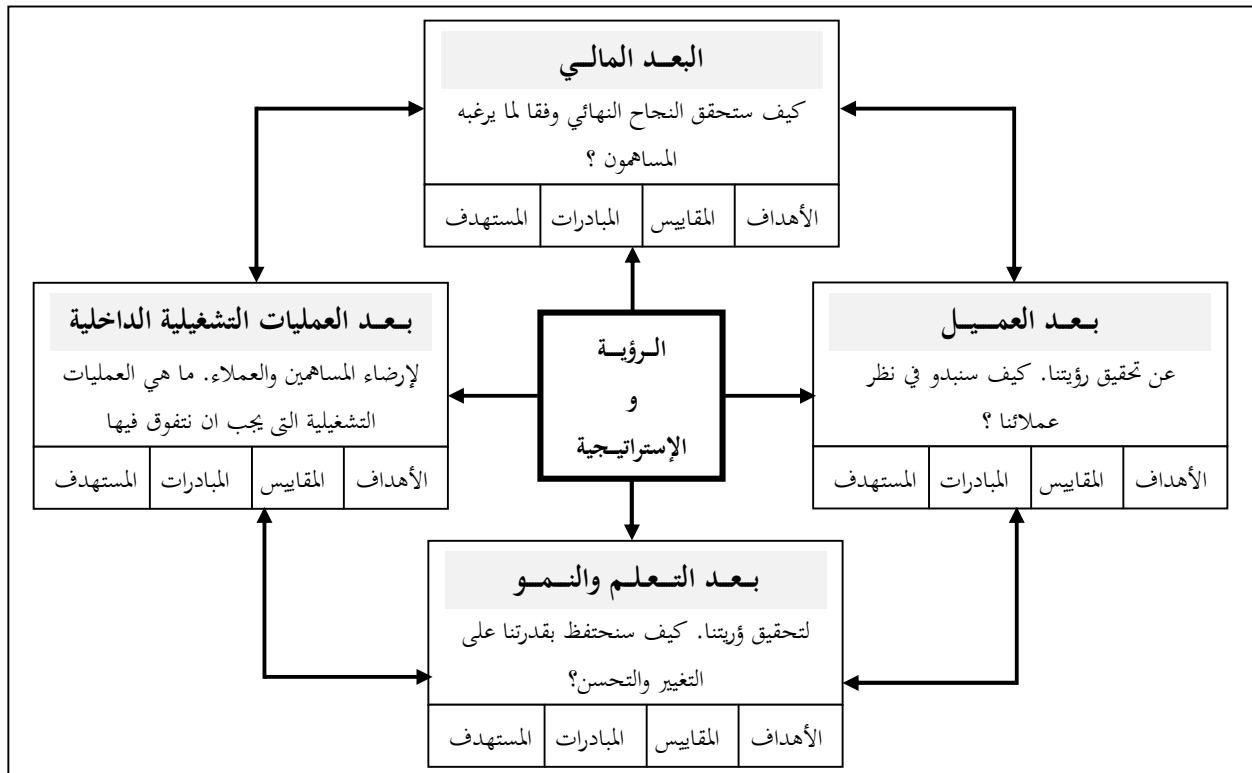 البعد المالي
كيف ستحقق النجاح النهائي وفقا لما يرغبه
المساهمون ؟
الأهداف المقاييس المبادرات المستهدف
بعد العميل
عن تحقيق رؤيتنا. كيف سنبدو في نظر
عملائنا ؟
الأهداف المقاييس المبادرات المستهدف
الرؤية
و
الإستراتيجية
بعد العمليات التشغيلية الداخلية
لإرضاء المساهمين والعملاء. ما هي العمليات
التشغيلية التي يجب ان نتفوق فيها
الأهداف المقاييس المبادرات المستهدف
بعد التعلم والنمو
لتحقيق ؤريتنا. كيف سنحتفظ بقدرتنا على
التغيير والتحسن؟
الأهداف المقاييس المبادرات المستهدف